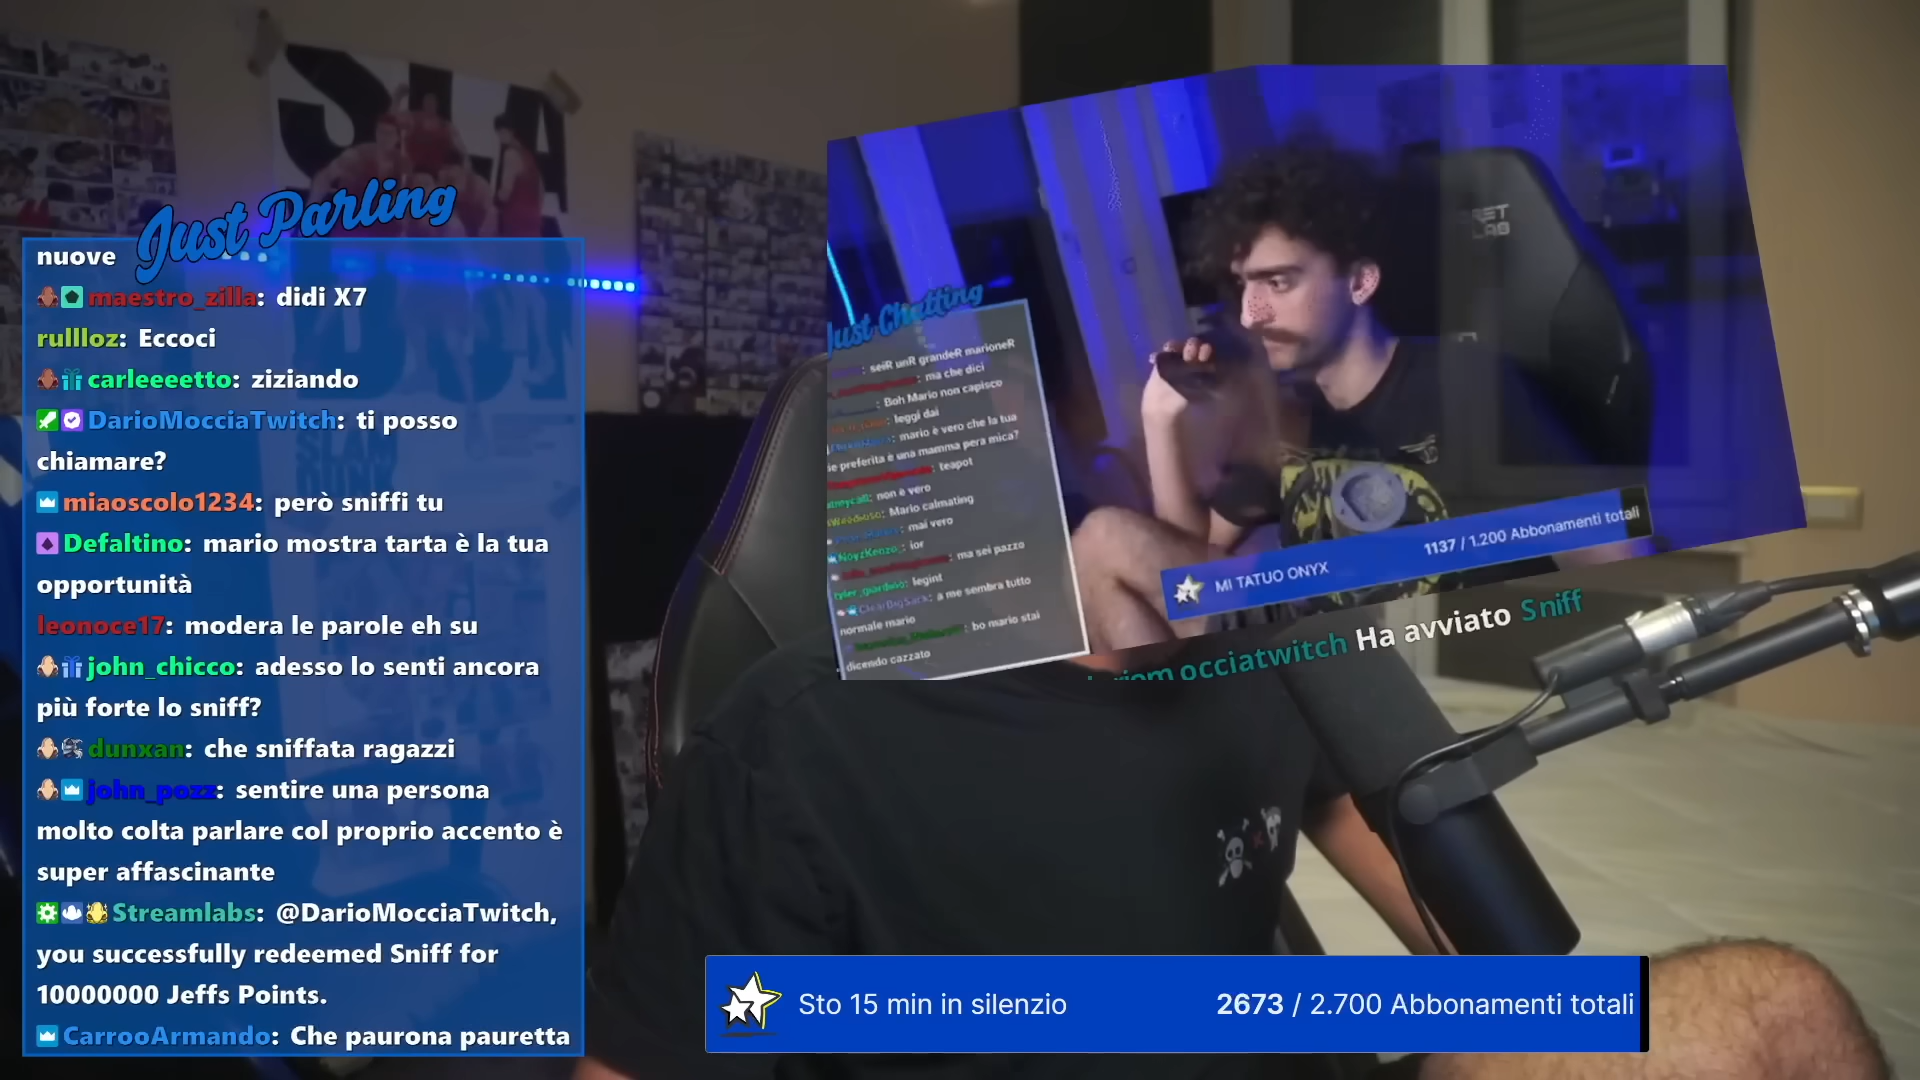 SLAM
Just Parling
nuove
maestro_zilla: didi X7
rullloz: Eccoci
carleeeetto: ziziando
DarioMocciaTwitch: ti posso
chiamare?
miaoscolo1234: però sniffi tu
Defaltino: mario mostra tarta è la tua
opportunità
leonoce17: modera le parole eh su
john_chicco: adesso lo senti ancora
più forte lo sniff?
dunxan: che sniffata ragazzi
john_pozz: sentire una persona
molto colta parlare col proprio accento è
super affascinante
Streamlabs: @DarioMocciaTwitch,
you successfully redeemed Sniff for
10000000 Jeffs Points.
CarrooArmando: Che paurona pauretta
Just Chatting
: seiR unR grandeR marioneR
: ma che dici
: Boh Mario non capisco
: leggi dai
: mario è vero che la tua
ie preferita è una mamma pera mica?
: teapot
: non è vero
: Mario calmating
: mai vero
NoyzKenzo_: ior
: ma sei pazzo
: legint
: a me sembra tutto
normale mario
: bo mario stai
dicendo cazzato
MI TATUO ONYX
1137 / 1.200 Abbonamenti totali
occiatwitch Ha avviato Sniff
Sto 15 min in silenzio
2673 / 2.700 Abbonamenti totali